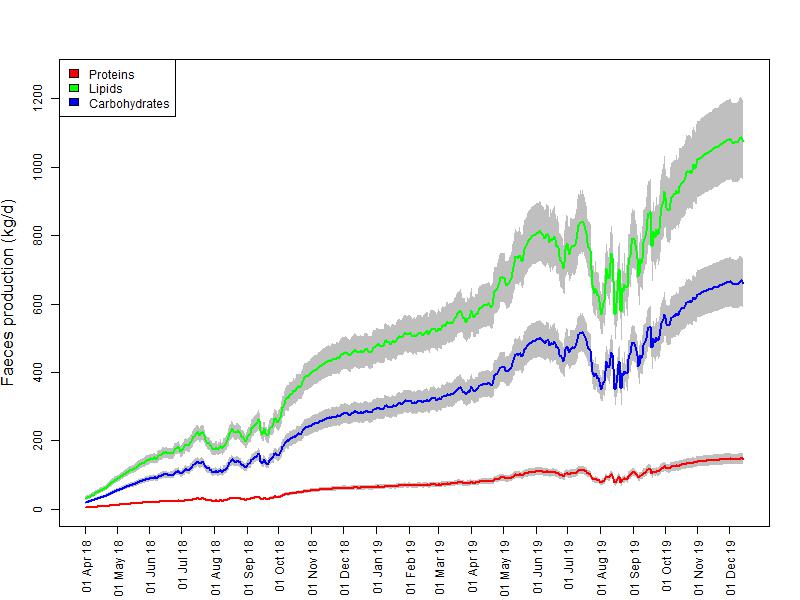 Proteins
Lipids
Carbohydrates
Faeces production (kg/d)
1200
1000
800
600
400
200
0
01 Apr 18
01 May 18
01 Jun 18
01 Jul 18
01 Aug 18
01 Sep 18
01 Oct 18
01 Nov 18
01 Dec 18
01 Jan 19
01 Feb 19
01 Mar 19
01 Apr 19
01 May 19
01 Jun 19
01 Jul 19
01 Aug 19
01 Sep 19
01 Oct 19
01 Nov 19
01 Dec 19